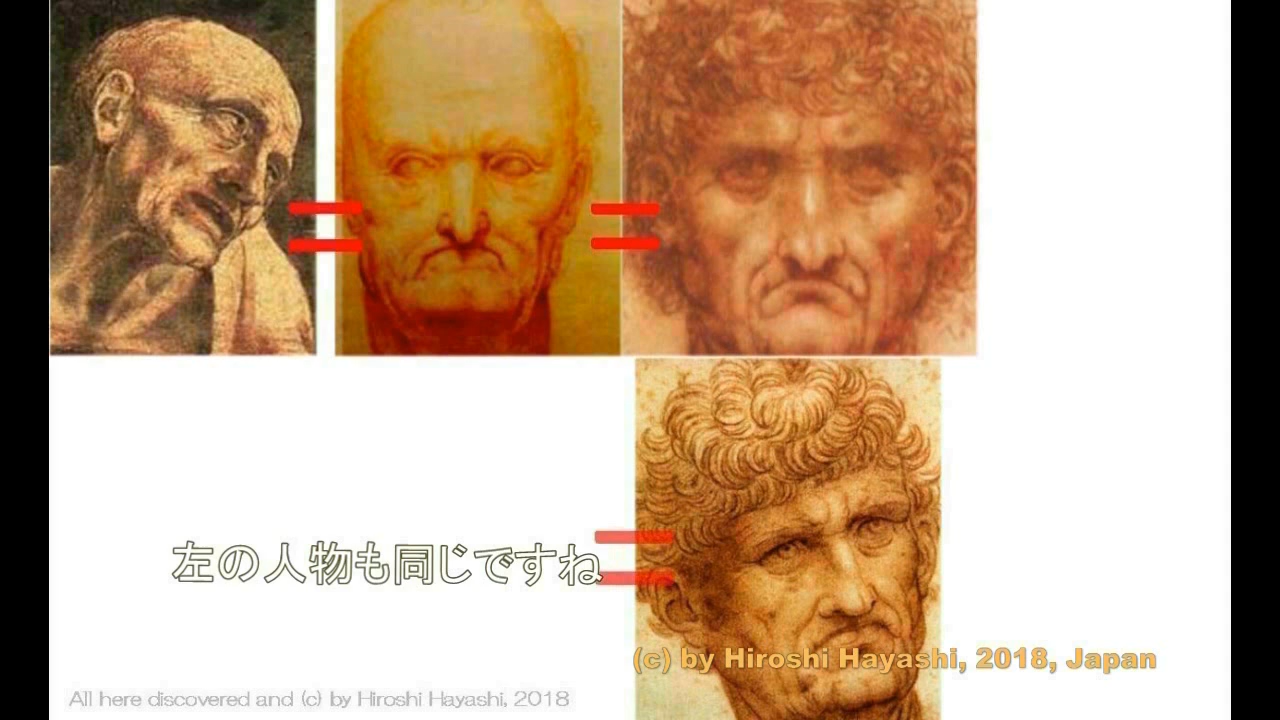 左の人物も同じですね
(c) by Hiroshi Hayashi, 2018, Japan
All here discovered and (c) by Hiroshi Hayashi, 2018